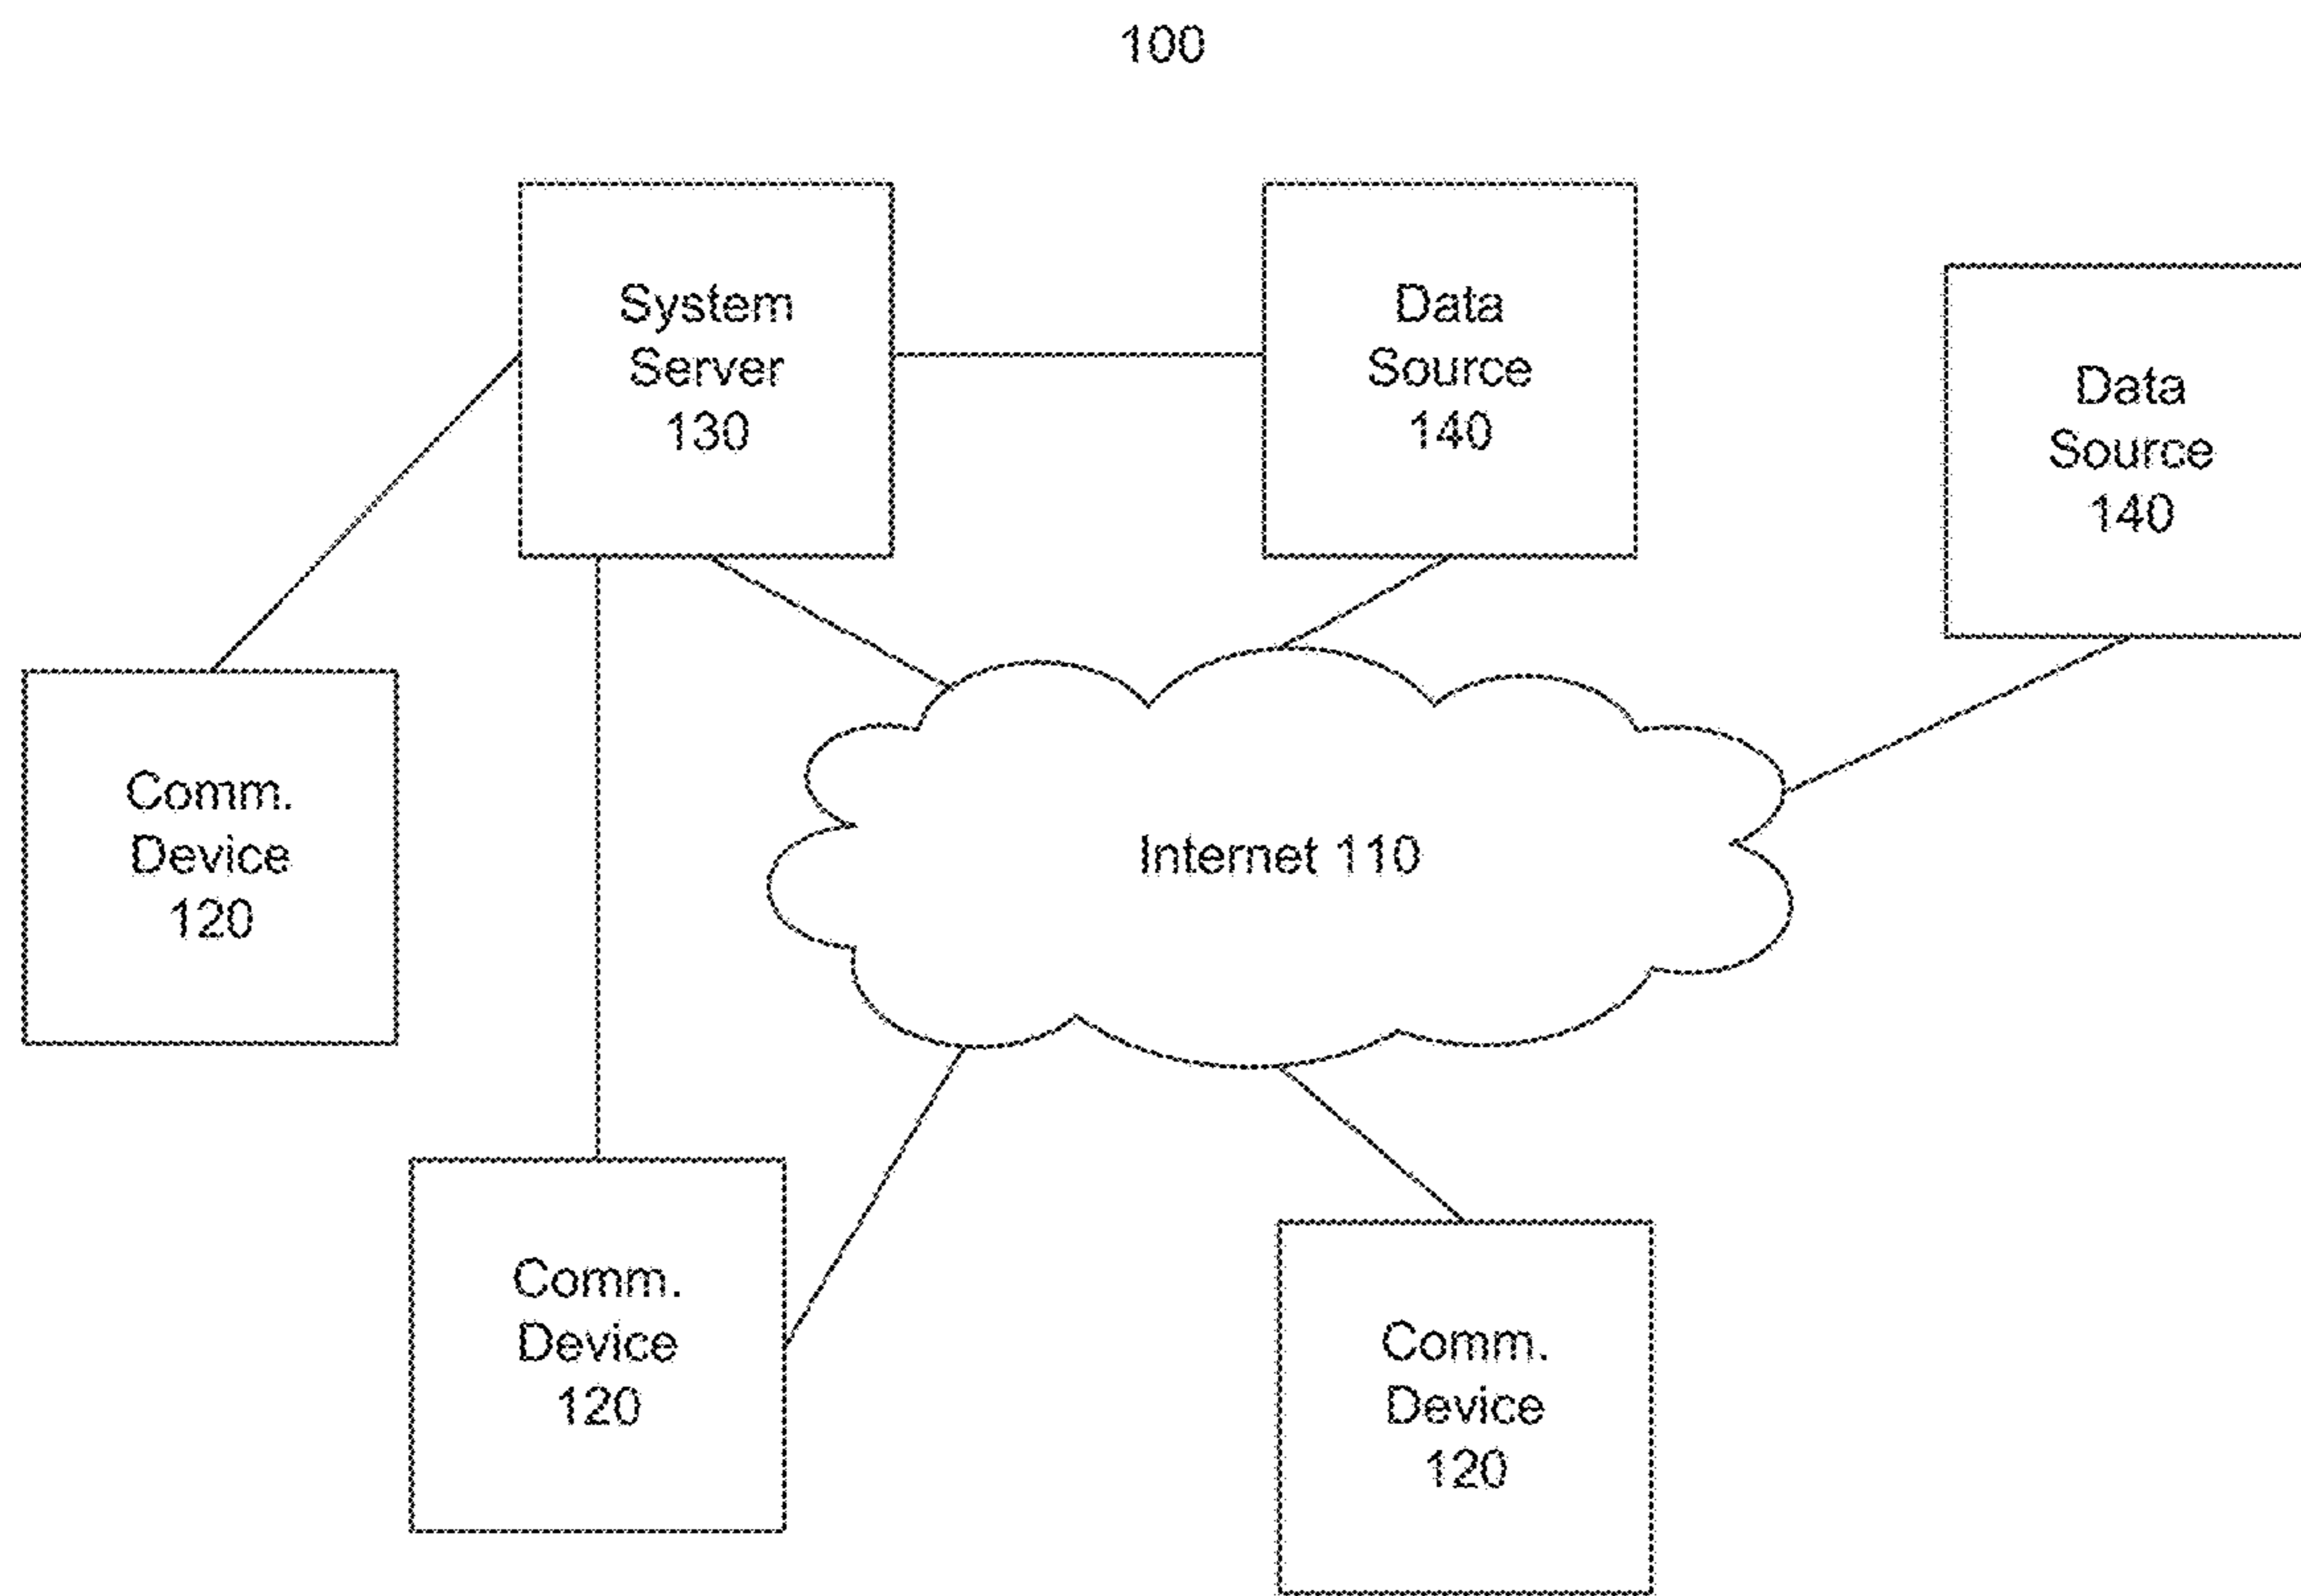 100
System
Server
130
Data
Source
140
Data
Source
140
Comm.
Device
120
Internet 110
Comm.
Device
120
Comm.
Device
120